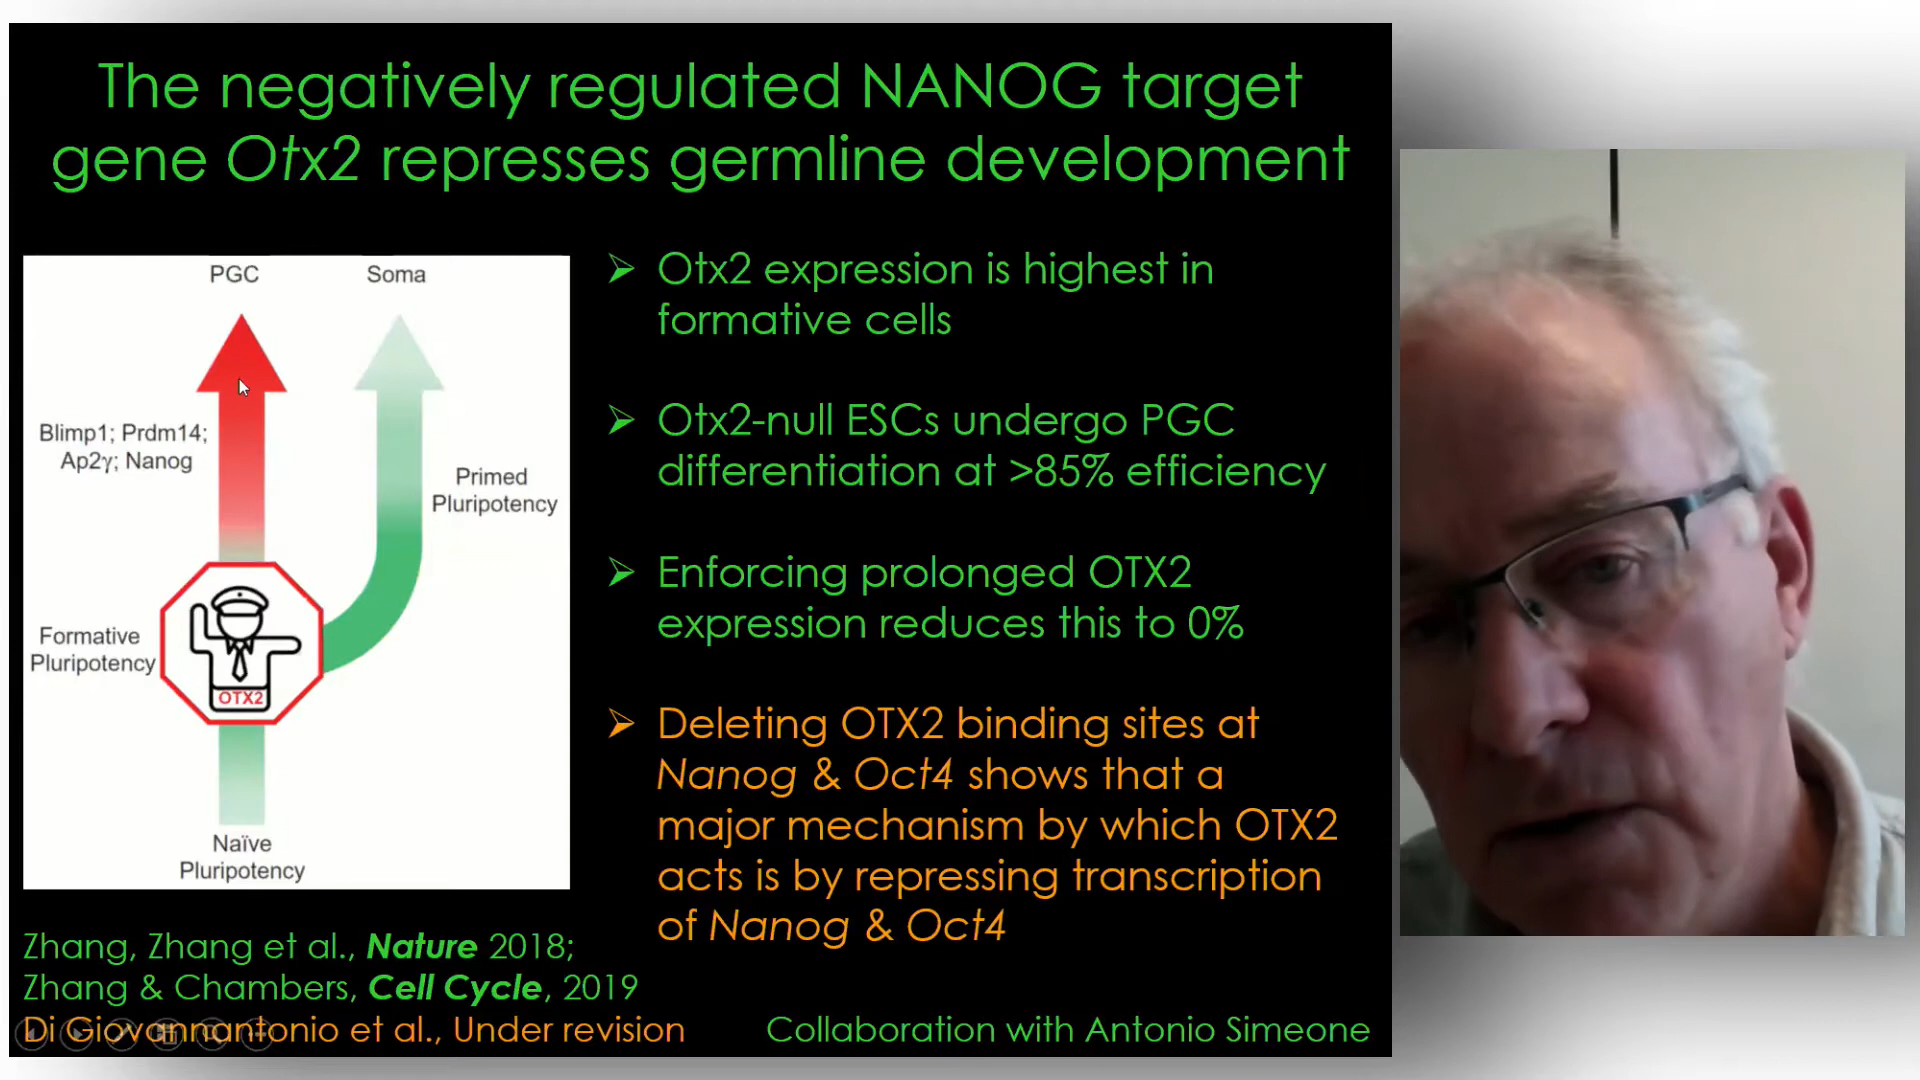 The negatively regulated NANOG target
gene Otx2 represses germline development
PGC
Soma
Blimp1; Prdm14;
Ap2γ; Nanog
Primed
Pluripotency
Formative
Pluripotency
OTX2
Naïve
Pluripotency
➢ Otx2 expression is highest in
formative cells
➢ Otx2-null ESCs undergo PGC
differentiation at >85% efficiency
➢ Enforcing prolonged OTX2
expression reduces this to 0%
➢ Deleting OTX2 binding sites at
Nanog & Oct4 shows that a
major mechanism by which OTX2
acts is by repressing transcription
of Nanog & Oct4
Zhang, Zhang et al., Nature 2018;
Zhang & Chambers, Cell Cycle, 2019
Di Giovannantonio et al., Under revision
Collaboration with Antonio Simeone